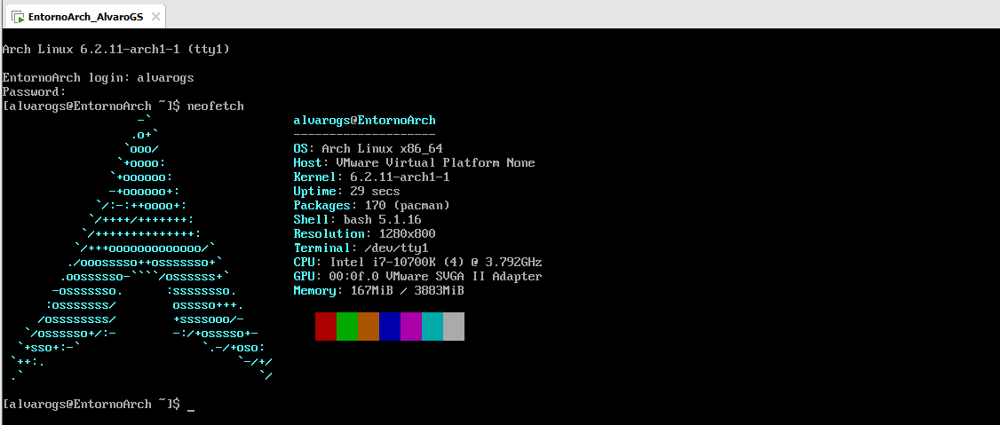 EntornoArch_AlvaroGS
Arch Linux 6.2.11-arch1-1 (tty1)
EntornoArch login: alvarogs
Password:
[alvarogs@EntornoArch ~]$ neofetch
                   -`                    alvarogs@EntornoArch
                  .o+`                   --------------------
                 `ooo/                   OS: Arch Linux x86_64
                `+oooo:                  Host: VMware Virtual Platform None
               `+oooooo:                 Kernel: 6.2.11-arch1-1
               -+oooooo+:                Uptime: 29 secs
             `/:-:++oooo+:               Packages: 170 (pacman)
            `/++++/+++++++:              Shell: bash 5.1.16
           `/++++++++++++++:             Resolution: 1280x800
          `/+++ooooooooooooo/`           Terminal: /dev/tty1
         ./ooosssso++osssssso+`          CPU: Intel i7-10700K (4) @ 3.792GHz
        .oossssso-````/ossssss+`         GPU: 00:0f.0 VMware SVGA II Adapter
       -osssssso.      :ssssssso.        Memory: 167MiB / 3883MiB
      :osssssss/        osssso+++.
     /ossssssss/        +ssssooo/-
   `/ossssso+/:-        -:/+osssso+-
  `+sso+:-`                 `.-/+oso:
 `++:.                           `-/+/
 .`                                 `/
[alvarogs@EntornoArch ~]$ _